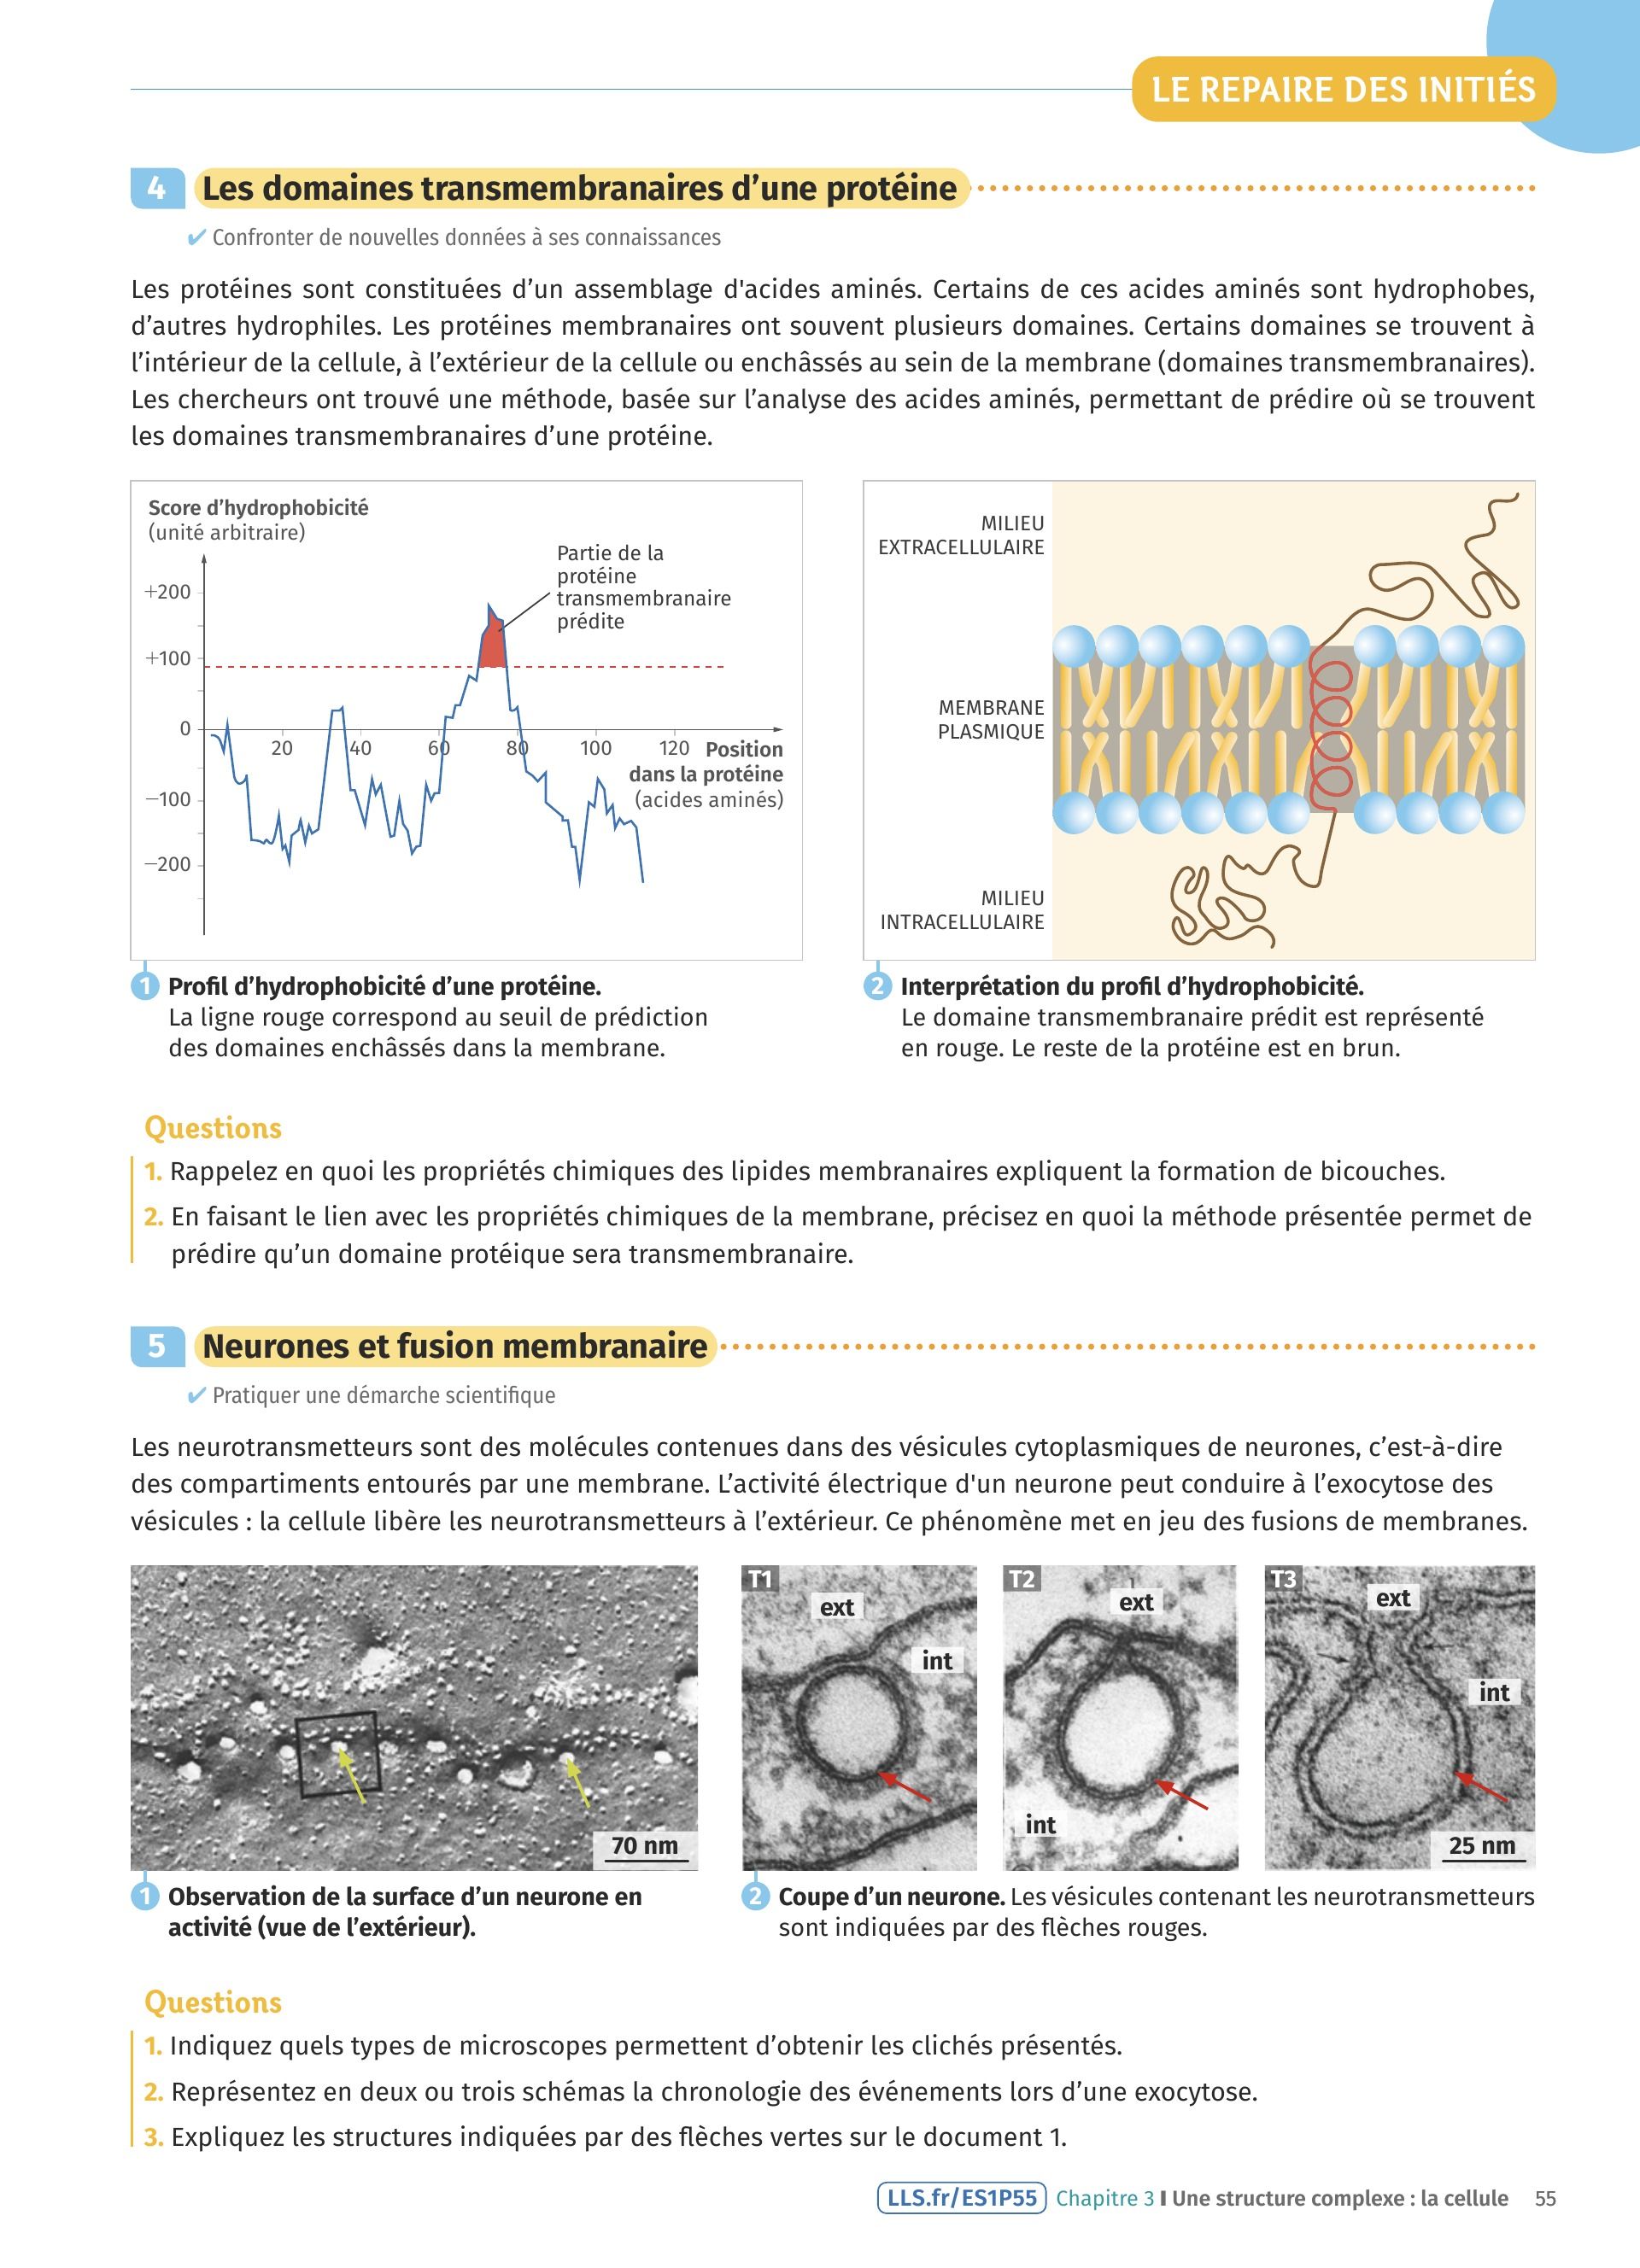 LE REPAIRE DES INITIÉS
4 Les domaines transmembranaires d’une protéine
✔ Confronter de nouvelles données à ses connaissances
Les protéines sont constituées d’un assemblage d'acides aminés. Certains de ces acides aminés sont hydrophobes,
d’autres hydrophiles. Les protéines membranaires ont souvent plusieurs domaines. Certains domaines se trouvent à
l’intérieur de la cellule, à l’extérieur de la cellule ou enchâssés au sein de la membrane (domaines transmembranaires).
Les chercheurs ont trouvé une méthode, basée sur l’analyse des acides aminés, permettant de prédire où se trouvent
les domaines transmembranaires d’une protéine.
Score d’hydrophobicité
(unité arbitraire)
Partie de la
protéine
transmembranaire
prédite
+200
+100
0
−100
−200
20 40 60 80 100 120
Position
dans la protéine
(acides aminés)
1 Profil d’hydrophobicité d’une protéine.
La ligne rouge correspond au seuil de prédiction
des domaines enchâssés dans la membrane.
MILIEU
EXTRACELLULAIRE
MEMBRANE
PLASMIQUE
MILIEU
INTRACELLULAIRE
2 Interprétation du profil d’hydrophobicité.
Le domaine transmembranaire prédit est représenté
en rouge. Le reste de la protéine est en brun.
Questions
1. Rappelez en quoi les propriétés chimiques des lipides membranaires expliquent la formation de bicouches.
2. En faisant le lien avec les propriétés chimiques de la membrane, précisez en quoi la méthode présentée permet de
prédire qu’un domaine protéique sera transmembranaire.
5 Neurones et fusion membranaire
✔ Pratiquer une démarche scientifique
Les neurotransmetteurs sont des molécules contenues dans des vésicules cytoplasmiques de neurones, c’est-à-dire
des compartiments entourés par une membrane. L’activité électrique d'un neurone peut conduire à l’exocytose des
vésicules : la cellule libère les neurotransmetteurs à l’extérieur. Ce phénomène met en jeu des fusions de membranes.
70 nm
T1
ext
int
T2
ext
int
T3
ext
int
25 nm
1 Observation de la surface d’un neurone en
activité (vue de l’extérieur).
2 Coupe d’un neurone. Les vésicules contenant les neurotransmetteurs
sont indiquées par des flèches rouges.
Questions
1. Indiquez quels types de microscopes permettent d’obtenir les clichés présentés.
2. Représentez en deux ou trois schémas la chronologie des événements lors d’une exocytose.
3. Expliquez les structures indiquées par des flèches vertes sur le document 1.
LLS.fr/ES1P55 Chapitre 3 I Une structure complexe : la cellule 55